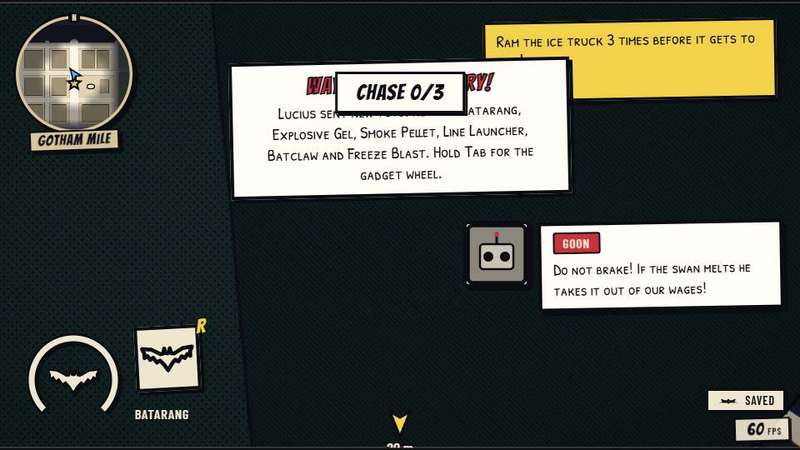 N
GOTHAM MILE
RAM THE ICE TRUCK 3 TIMES BEFORE IT GETS TO
CHASE 0/3
LUCIUS SENT BATARANG,
EXPLOSIVE GEL, SMOKE PELLET, LINE LAUNCHER,
BATCLAW AND FREEZE BLAST. HOLD TAB FOR THE
GADGET WHEEL.
GOON
DO NOT BRAKE! IF THE SWAN MELTS HE
TAKES IT OUT OF OUR WAGES!
R
BATARANG
SAVED
60 FPS